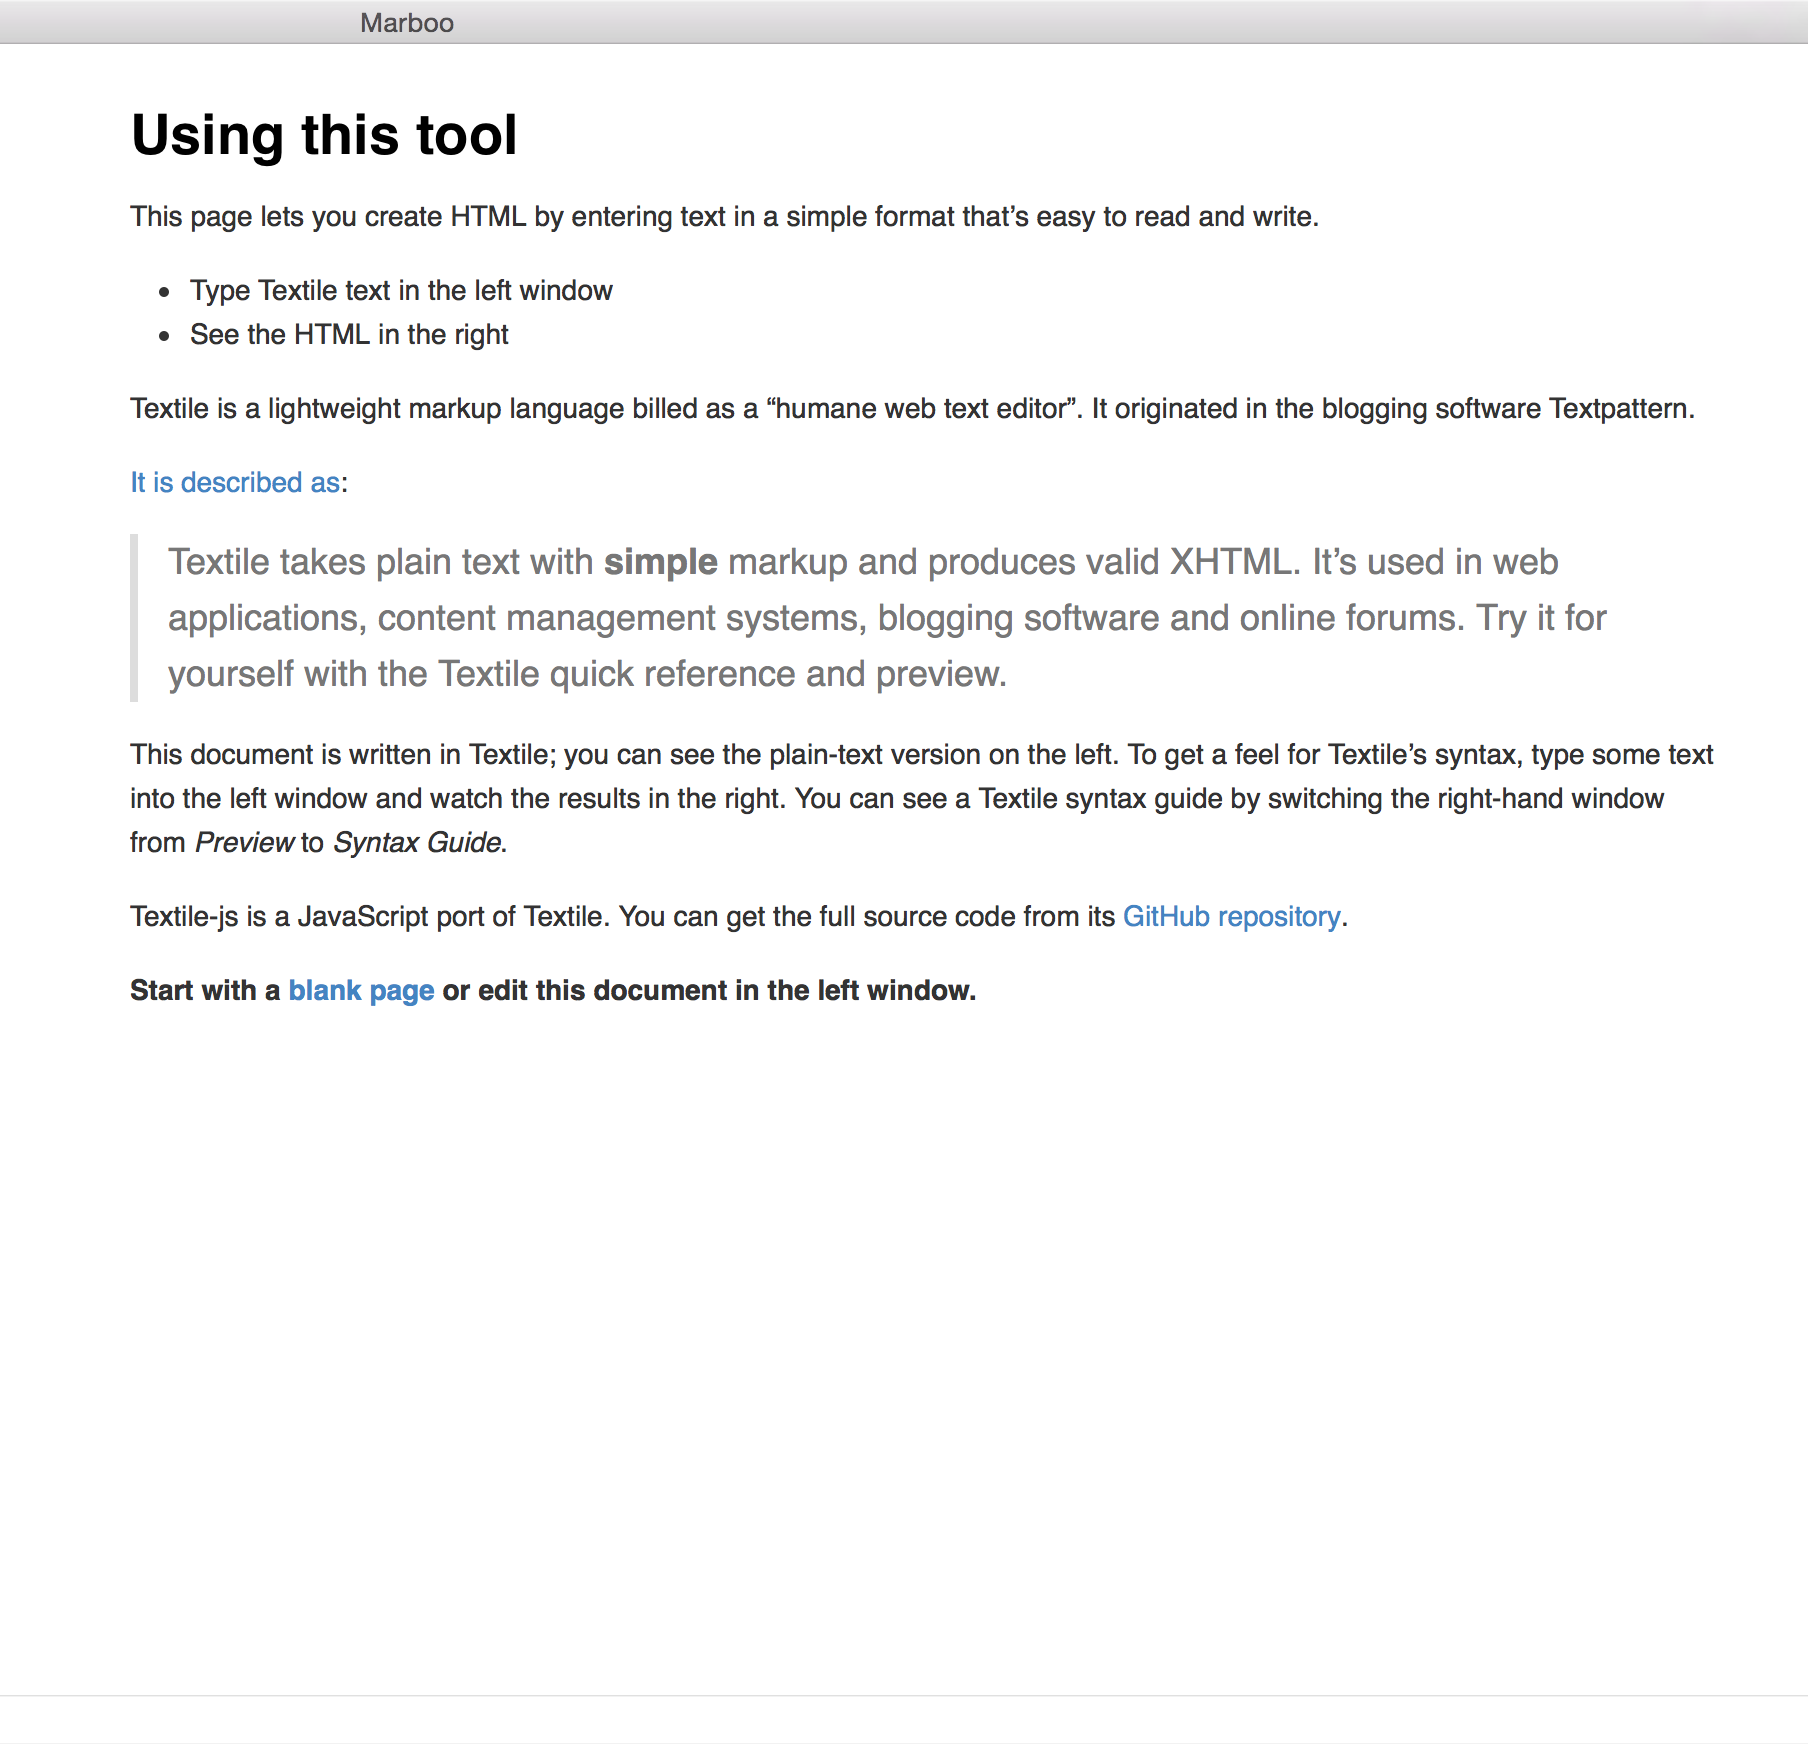 Marboo
Using this tool
This page lets you create HTML by entering text in a simple format that’s easy to read and write.
• Type Textile text in the left window
• See the HTML in the right
Textile is a lightweight markup language billed as a “humane web text editor”. It originated in the blogging software Textpattern.
It is described as:
Textile takes plain text with simple markup and produces valid XHTML. It’s used in web
applications, content management systems, blogging software and online forums. Try it for
yourself with the Textile quick reference and preview.
This document is written in Textile; you can see the plain-text version on the left. To get a feel for Textile’s syntax, type some text
into the left window and watch the results in the right. You can see a Textile syntax guide by switching the right-hand window
from Preview to Syntax Guide.
Textile-js is a JavaScript port of Textile. You can get the full source code from its GitHub repository.
Start with a blank page or edit this document in the left window.